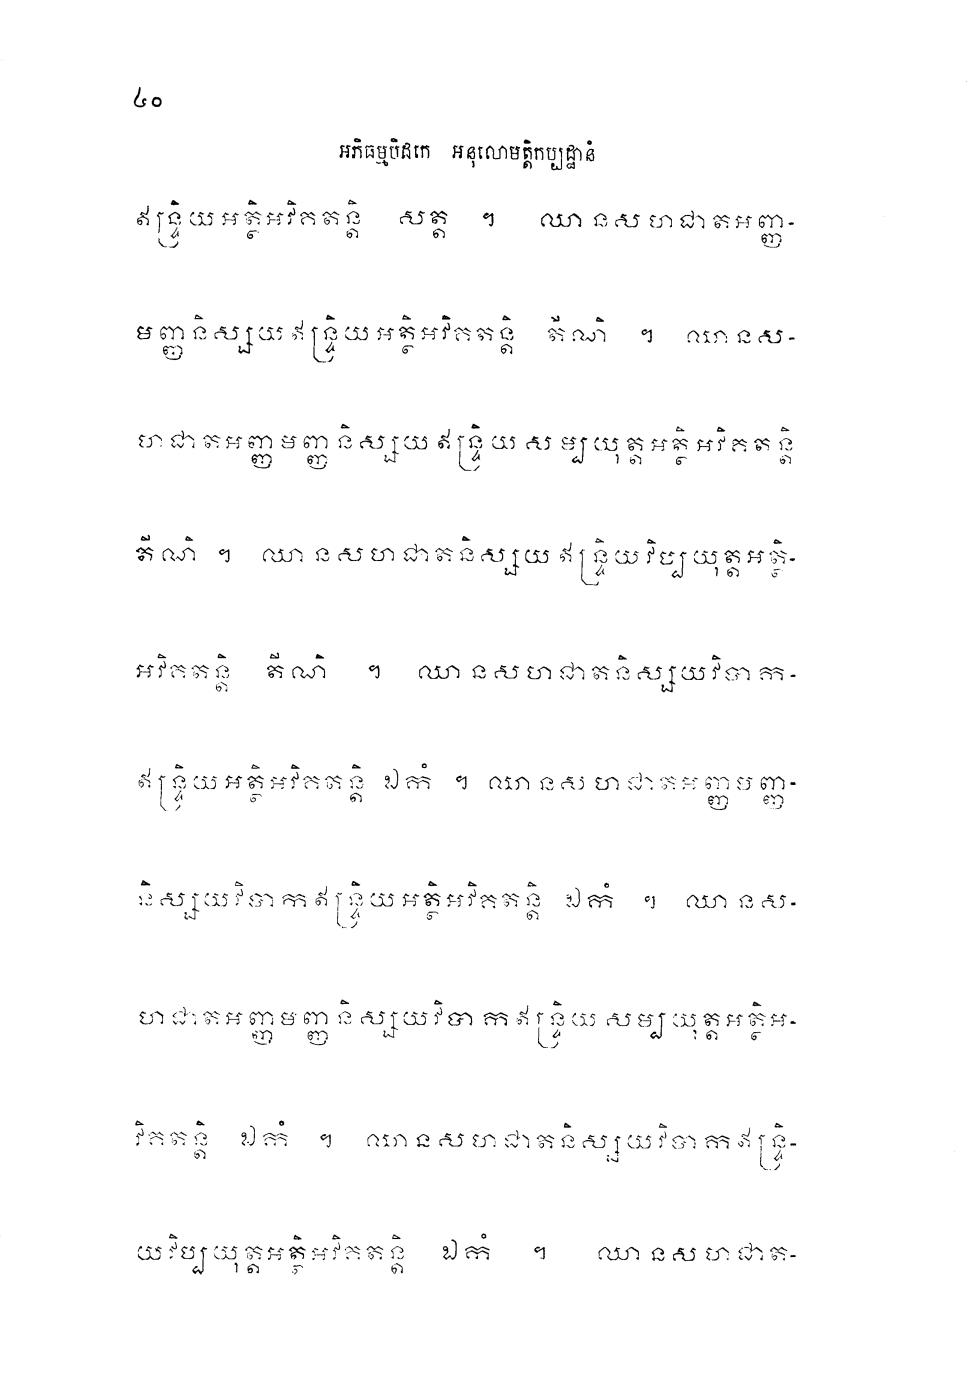 ៤០
អភិធម្មបិដកេ អនុលោមត្តិកប្បដ្ឋានំ
ឥន្ទ្រិយអត្ថិអវិកតន្តិ សត្ត ។ ឈានសហជាតអញ្ញ-
មញ្ញនិស្សយឥន្ទ្រិយអត្ថិអវិកតន្តិ តីណិ ។ ឈានស-
ហជាតអញ្ញមញ្ញនិស្សយឥន្ទ្រិយសម្បយុត្តអត្ថិអវិគតន្តិ
តីណិ ។ ឈានសហជាតនិស្សយឥន្ទ្រិយវិប្បយុត្តអត្ថិ-
អវិកតន្តិ តីណិ ។ ឈានសហជាតនិស្សយវិបាក-
ឥន្ទ្រិយអត្ថិអវិកតន្តិ ឯកំ ។ ឈានសហជាតអញ្ញមញ្ញ-
និស្សយវិបាកឥន្ទ្រិយអត្ថិអវិកតន្តិ ឯកំ ។ ឈានស-
ហជាតអញ្ញមញ្ញនិស្សយវិបាកឥន្ទ្រិយសម្បយុត្តអត្ថិអ-
វិកតន្តិ ឯកំ ។ ឈានសហជាតនិស្សយវិបាកឥន្ទ្រិ-
យវិប្បយុត្តអត្ថិអវិកតន្តិ ឯកំ ។ ឈានសហជាត-